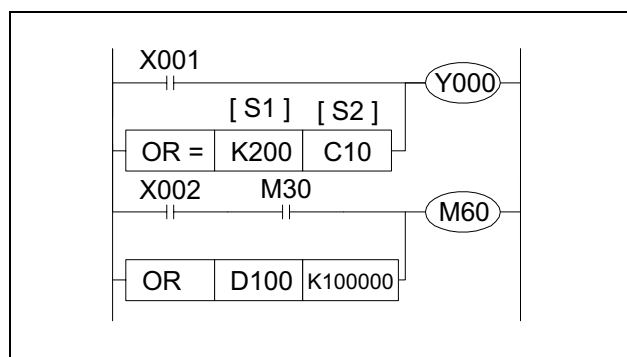 X001
Y000
[ S1 ] [ S2 ]
OR = K200 C10
X002 M30
M60
OR D100 K100000